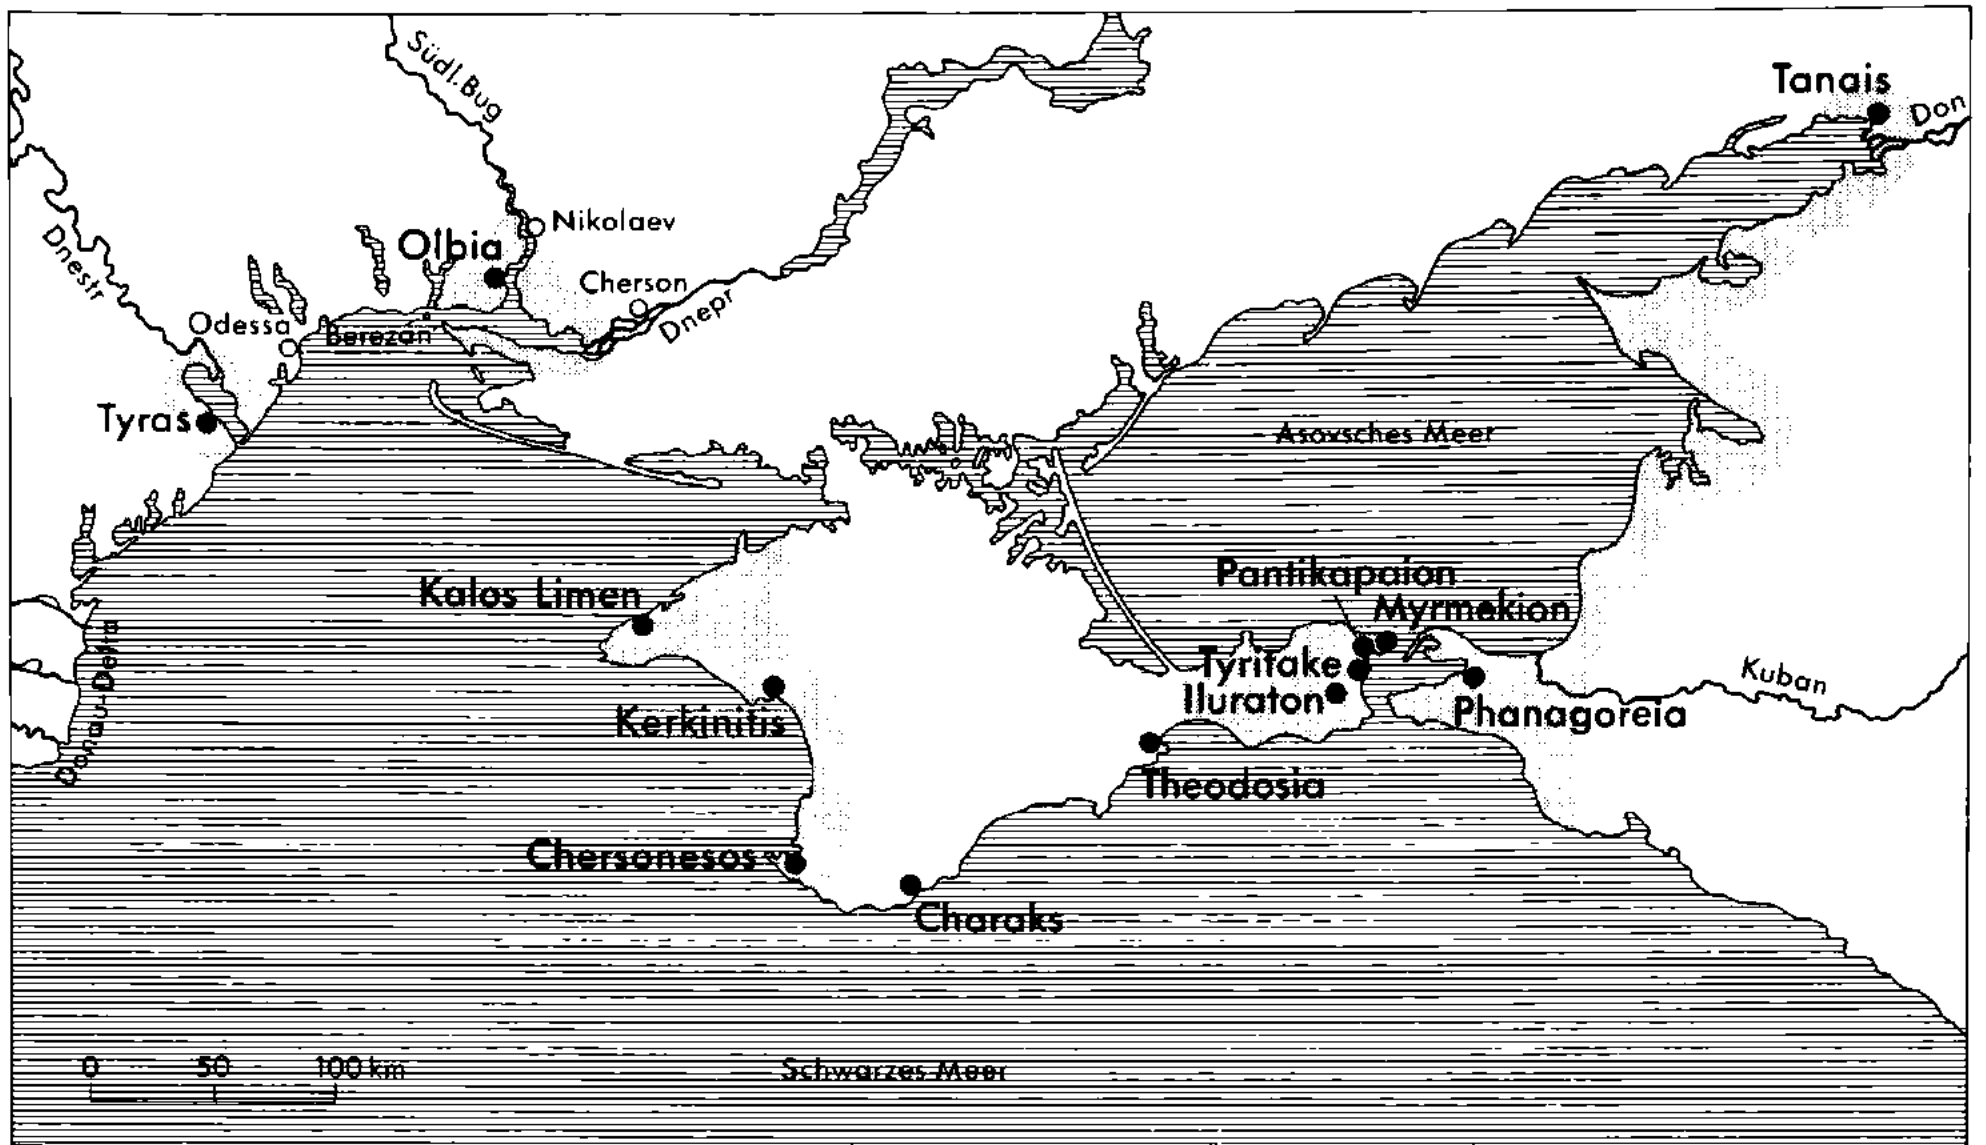 Südl.Bug
Tanais
Don
Dnestr
Olbia
Nikolaev
Cherson
Dnepr
Odessa
Berezan
Tyras
Asovsches Meer
Kalos Limen
Pantikapaion
Myrmekion
Tyritake
Iluraton
Phanagoreia
Kuban
Donau-Delta
Kerkinitis
Theodosia
Chersonesos
Charaks
0 50 100 km
Schwarzes Meer